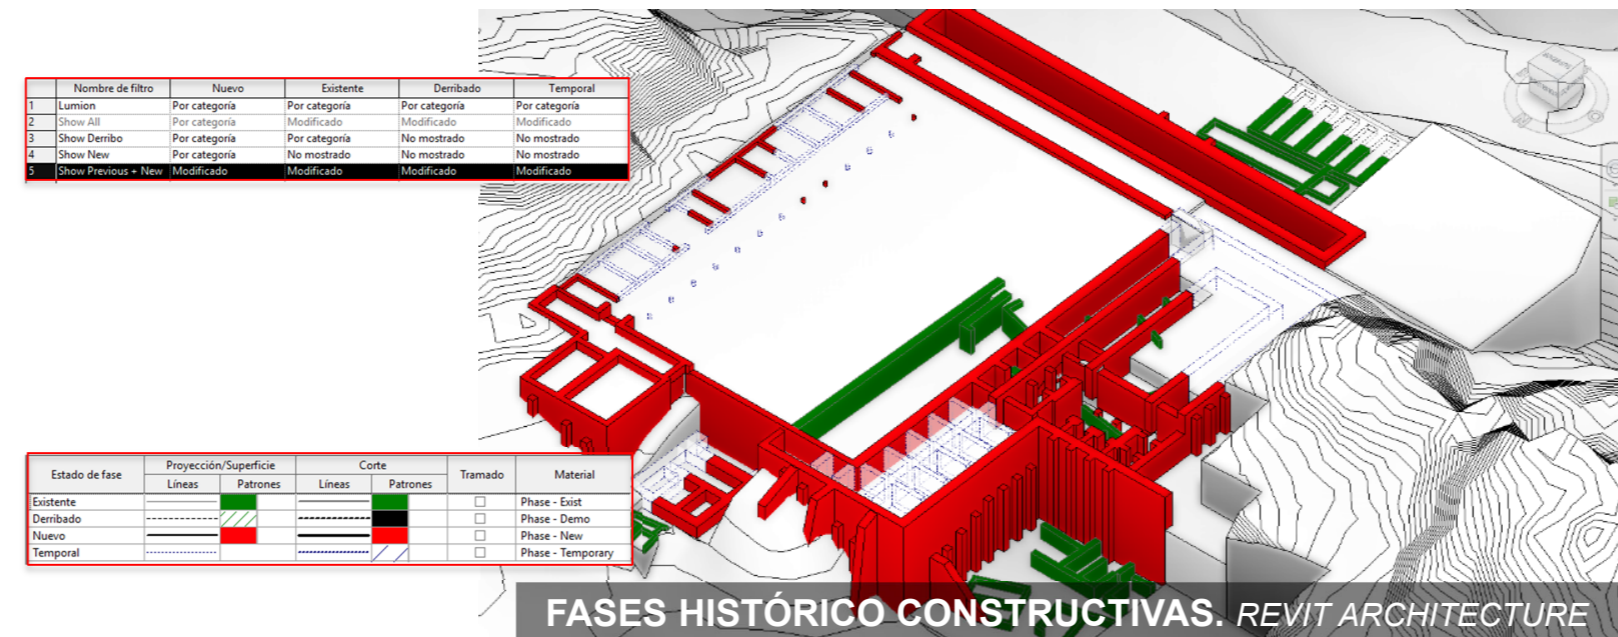 Nombre de filtro Nuevo Existente Derribado Temporal
1 Lumion Por categoría Por categoría Por categoría Por categoría
2 Show All Por categoría Modificado Modificado Modificado
3 Show Derribo Por categoría Por categoría No mostrado No mostrado
4 Show New Por categoría No mostrado No mostrado No mostrado
5 Show Previous + New Modificado Modificado Modificado Modificado
Estado de fase Proyección/Superficie Corte Tramado Material
Líneas Patrones Líneas Patrones
Existente Phase - Exist
Derribado Phase - Demo
Nuevo Phase - New
Temporal Phase - Temporary
FASES HISTÓRICO CONSTRUCTIVAS. REVIT ARCHITECTURE